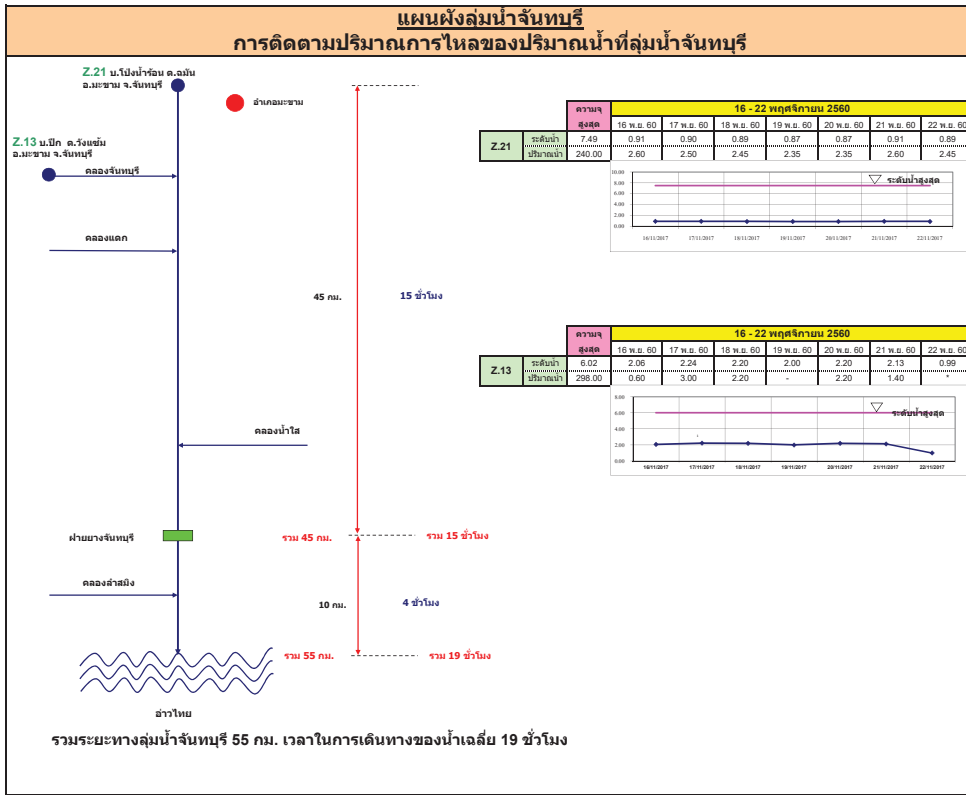 แผนผังลุ่มน้ำจันทบุรี
การติดตามปริมาณการไหลของปริมาณน้ำที่ลุ่มน้ำจันทบุรี
Z.21 บ.โป่งน้ำร้อน ต.ฉมัน
อ.มะขาม จ.จันทบุรี
อำเภอมะขาม
Z.13 บ.ปึก ต.วังแซ้ม
อ.มะขาม จ.จันทบุรี
คลองจันทบุรี
คลองแตก
45 กม. 15 ชั่วโมง
คลองน้ำใส
ฝายยางจันทบุรี
รวม 45 กม. รวม 15 ชั่วโมง
คลองลำสมิง
10 กม. 4 ชั่วโมง
รวม 55 กม. รวม 19 ชั่วโมง
อ่าวไทย
รวมระยะทางลุ่มน้ำจันทบุรี 55 กม. เวลาในการเดินทางของน้ำเฉลี่ย 19 ชั่วโมง
ความจุ 16 - 22 พฤศจิกายน 2560
สูงสุด 16 พ.ย. 60 17 พ.ย. 60 18 พ.ย. 60 19 พ.ย. 60 20 พ.ย. 60 21 พ.ย. 60 22 พ.ย. 60
Z.21 ระดับน้ำ 7.49 0.91 0.90 0.89 0.87 0.87 0.91 0.89
ปริมาณน้ำ 240.00 2.60 2.50 2.45 2.35 2.35 2.60 2.45
10.00
8.00
6.00
4.00
2.00
0.00
ระดับน้ำสูงสุด
16/11/2017 17/11/2017 18/11/2017 19/11/2017 20/11/2017 21/11/2017 22/11/2017
ความจุ 16 - 22 พฤศจิกายน 2560
สูงสุด 16 พ.ย. 60 17 พ.ย. 60 18 พ.ย. 60 19 พ.ย. 60 20 พ.ย. 60 21 พ.ย. 60 22 พ.ย. 60
Z.13 ระดับน้ำ 6.02 2.06 2.24 2.20 2.00 2.20 2.13 0.99
ปริมาณน้ำ 298.00 0.60 3.00 2.20 - 2.20 1.40 *
8.00
6.00
4.00
2.00
0.00
ระดับน้ำสูงสุด
16/11/2017 17/11/2017 18/11/2017 19/11/2017 20/11/2017 21/11/2017 22/11/2017